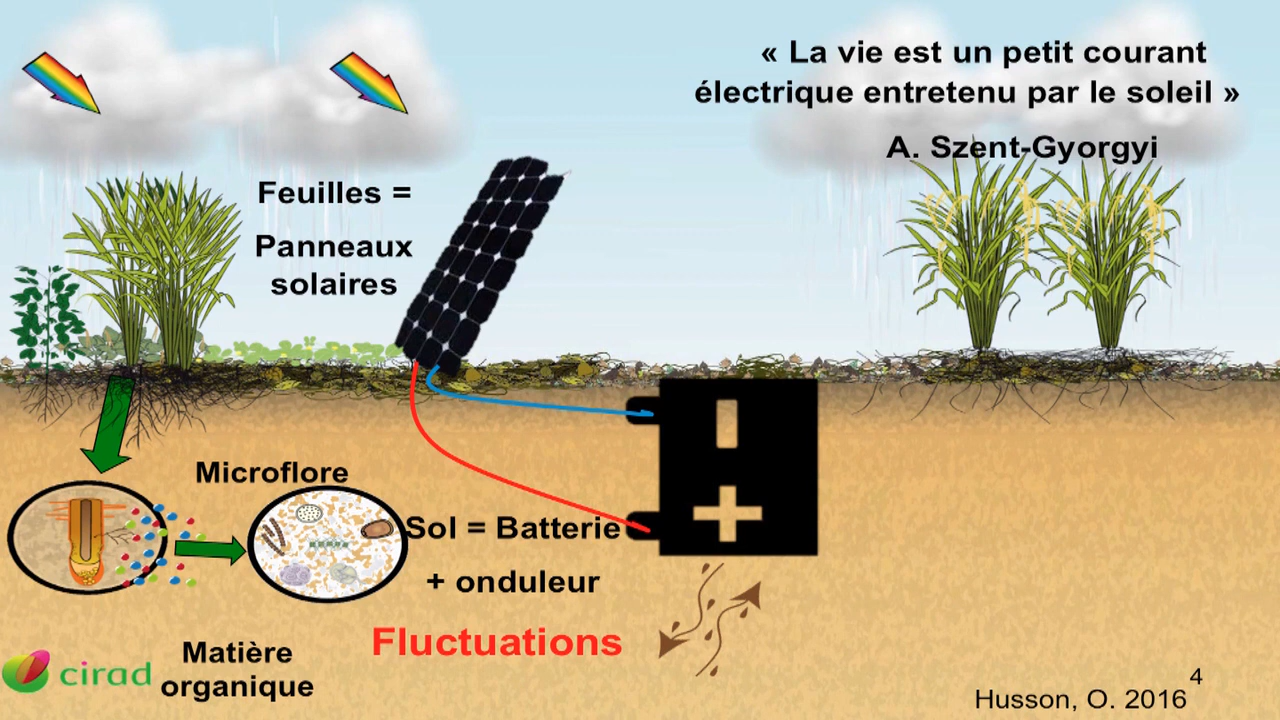 « La vie est un petit courant
électrique entretenu par le soleil »
A. Szent-Gyorgyi
Feuilles =
Panneaux
solaires
Microflore
Sol = Batterie
+ onduleur
Fluctuations
Matière
organique
cirad
4
Husson, O. 2016